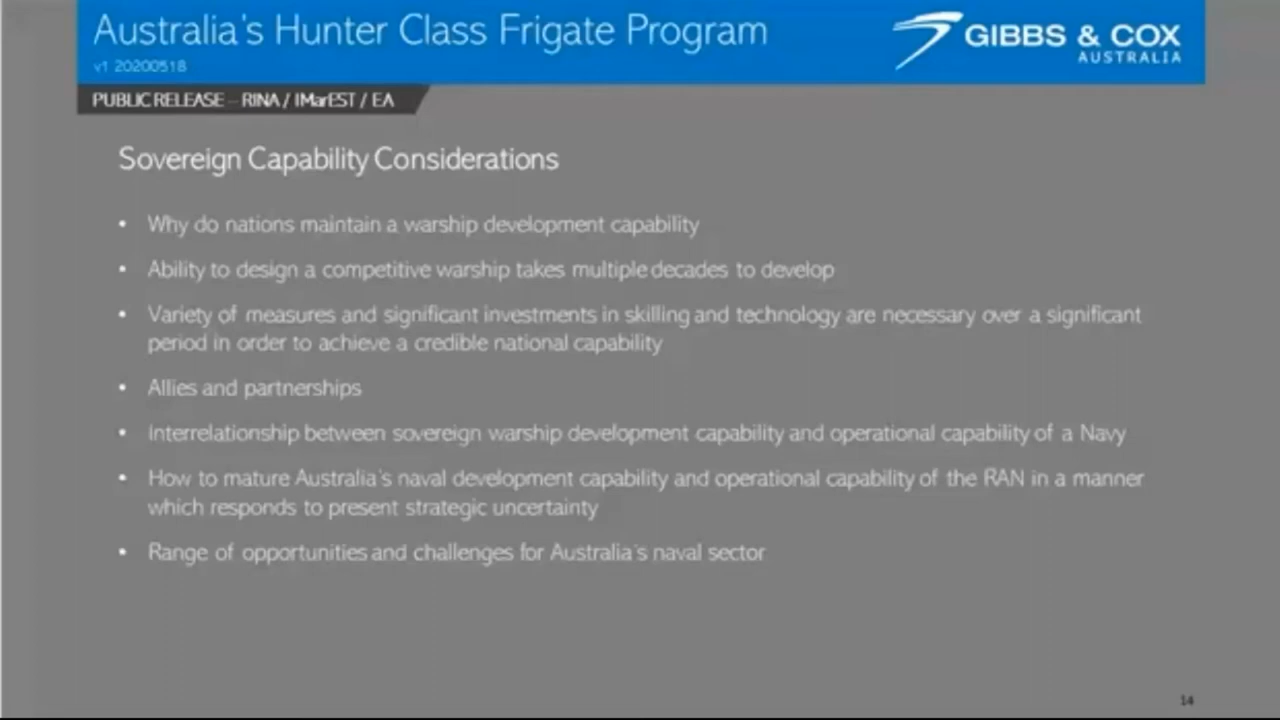 Australia's Hunter Class Frigate Program
v1 20200518
GIBBS & COX
AUSTRALIA
PUBLIC RELEASE – RINA / IMarEST / EA
Sovereign Capability Considerations
• Why do nations maintain a warship development capability
• Ability to design a competitive warship takes multiple decades to develop
• Variety of measures and significant investments in skilling and technology are necessary over a significant
period in order to achieve a credible national capability
• Allies and partnerships
• Interrelationship between sovereign warship development capability and operational capability of a Navy
• How to mature Australia's naval development capability and operational capability of the RAN in a manner
which responds to present strategic uncertainty
• Range of opportunities and challenges for Australia's naval sector
14